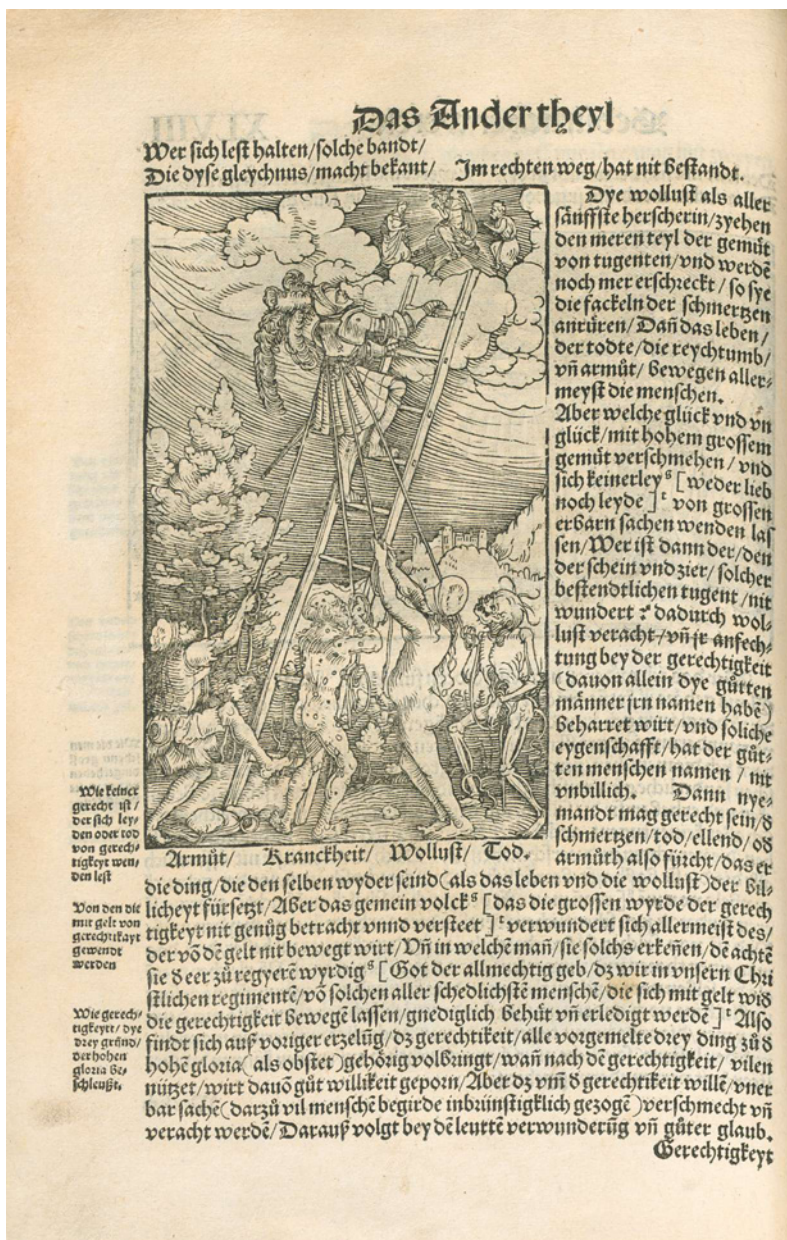 Das Ander theyl
Wer sich lest halten/solche bandt/
Die dyse gleychnus/macht bekant/ Im rechten weg/hat nit bestandt.
Dye wollust als aller
sånffste herscherin/zyehen
den meren teyl der gemůt
von tugenten/vnd werdē
noch mer erschreckt/so sye
die fackeln der schmertzen
anrůren/Dañ das leben/
der todte/die reychtumb/
vñ armůt/bewegen aller⸗
meyst die menschen.
Aber welche glück vnd vn
glück/mit hohem grossem
gemůt verschmehen/vnd
sich keinerley ˢ [weder lieb
noch leyde] ᵗ von grossen
erbarn sachen wenden las
sen/Wer ist dann der/den
der schein vnd zier/solcher
bestendtlichen tugent/nit
wundert? dadurch wol⸗
lust veracht/vñ jr anfech⸗
tung bey der gerechtigkeit
(dauon allein dye gůtten
männer jrn namen habē)
beharret wirt/vnd soliche
eygenschafft/hat der gůt⸗
ten menschen namen/nit
vnbillich. Dann nye⸗
mandt mag gerecht sein/đ
schmertzen/tod/ellend/od̄
armůth also fürcht/das er
Armůt/ Kranckheit/ Wollust/ Tod.
die ding/die den selben wyder seind(als das leben vnd die wollust)der bil⸗
licheyt fürsetzt/Aber das gemein volck ˢ [das die grossen wyrde der gerech
tigkeyt nit genůg betracht vnnd versteet] ᵗ verwundert sich allermeist des/
der vō dē gelt nit bewegt wirt/Vñ in welchē mañ/sie solchs erkeñen/dē achtē
sie đ eer zů regyerē wyrdig ˢ [Got der allmechtig geb/dz wir in vnsern Chri
stlichen regimentē/vō solchen aller schedlichstē menschē/die sich mit gelt wid̄
die gerechtigkeit bewegē lassen/gnediglich behůt vñ erledigt werdē] ᵗ Also
findt sich auß voriger erzelūg/dz gerechtikeit/alle vorgemelte drey ding zů đ
hohē gloria(als obstet)gehörig volbringt/wañ nach dē gerechtigkeit/vilen
nützet/wirt dauō gůt willikeit geporn/Aber dz vm̄ đ gerechtikeit willē/vner
bar sachē(darzů vil menschē begirde inbrünstigklich gezogē)verschmecht vñ
veracht werdē/Darauß volgt bey dē leuttē verwunderūg vñ gůter glaub.
Gerechtigkeyt
Wie keiner
gerecht ist/
der sich ley⸗
den oder tod
von gerech⸗
tigkeyt wen⸗
den lest
Von den die
mit gelt von
gerechtikayt
gewendt
werden
Wie gerech⸗
tigkeytt/dye
drey gründ/
der hohen
gloria be⸗
schleußt.